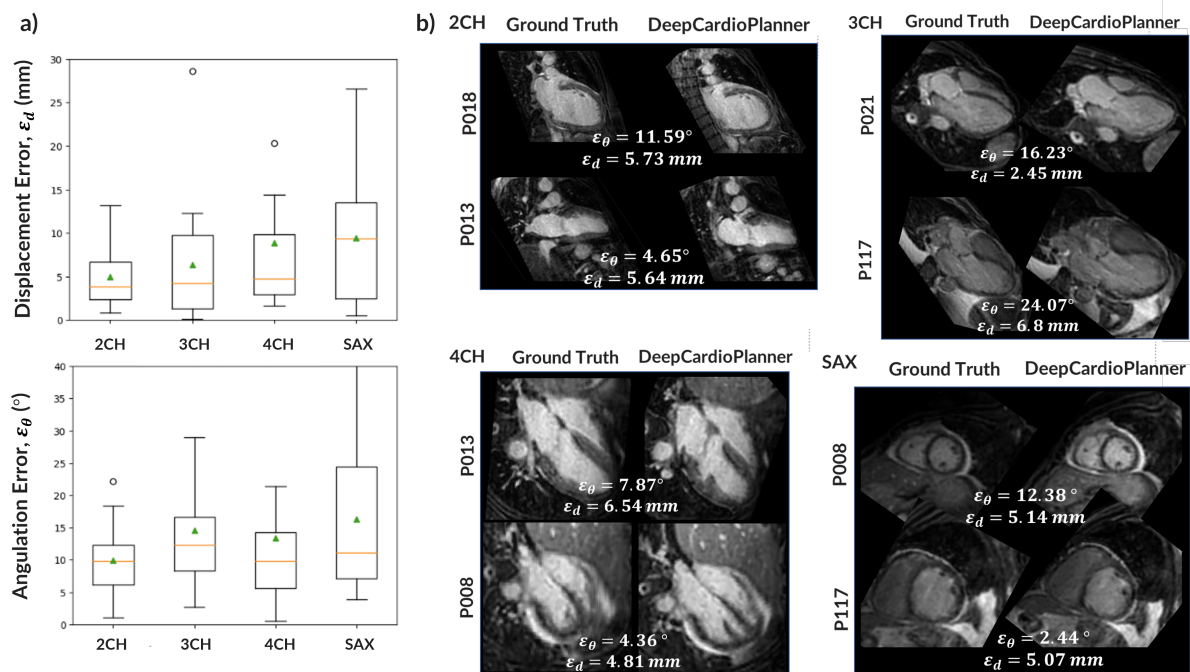 a)
Displacement Error, ε_d (mm)
30
25
20
15
10
5
0
2CH 3CH 4CH SAX
Angulation Error, ε_θ (°)
40
35
30
25
20
15
10
5
0
2CH 3CH 4CH SAX
b)
2CH Ground Truth DeepCardioPlanner
P018
ε_θ = 11.59°
ε_d = 5.73 mm
P013
ε_θ = 4.65°
ε_d = 5.64 mm
3CH Ground Truth DeepCardioPlanner
P021
ε_θ = 16.23°
ε_d = 2.45 mm
P117
ε_θ = 24.07°
ε_d = 6.8 mm
4CH Ground Truth DeepCardioPlanner
P013
ε_θ = 7.87°
ε_d = 6.54 mm
P008
ε_θ = 4.36°
ε_d = 4.81 mm
SAX Ground Truth DeepCardioPlanner
P008
ε_θ = 12.38 °
ε_d = 5.14 mm
P117
ε_θ = 2.44 °
ε_d = 5.07 mm